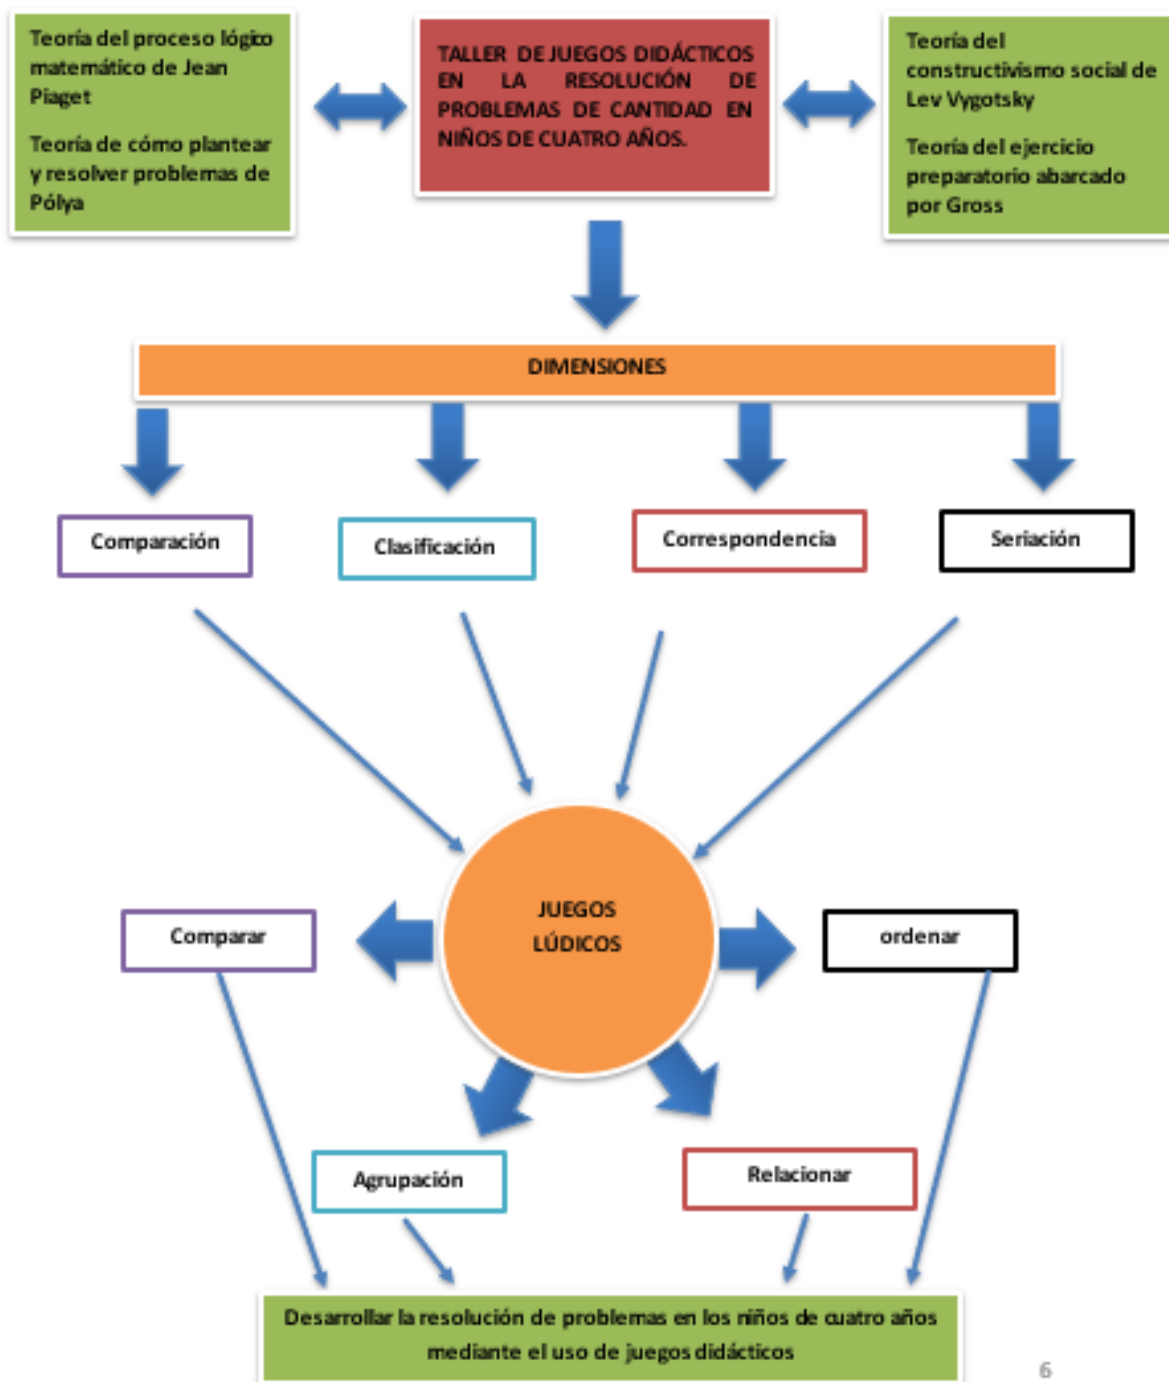 Teoría del proceso lógico
matemático de Jean
Piaget
Teoría de cómo plantear
y resolver problemas de
Pólya
TALLER DE JUEGOS DIDÁCTICOS
EN LA RESOLUCIÓN DE
PROBLEMAS DE CANTIDAD EN
NIÑOS DE CUATRO AÑOS.
Teoría del
constructivismo social de
Lev Vygotsky
Teoría del ejercicio
preparatorio abarcado
por Gross
DIMENSIONES
Comparación
Clasificación
Correspondencia
Seriación
JUEGOS
LÚDICOS
Comparar
ordenar
Agrupación
Relacionar
Desarrollar la resolución de problemas en los niños de cuatro años
mediante el uso de juegos didácticos
6